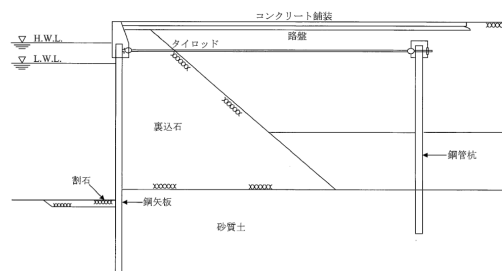 コンクリート舗装
H.W.L.
タイロッド
路盤
L.W.L.
裏込石
鋼管杭
割石
鋼矢板
砂質土